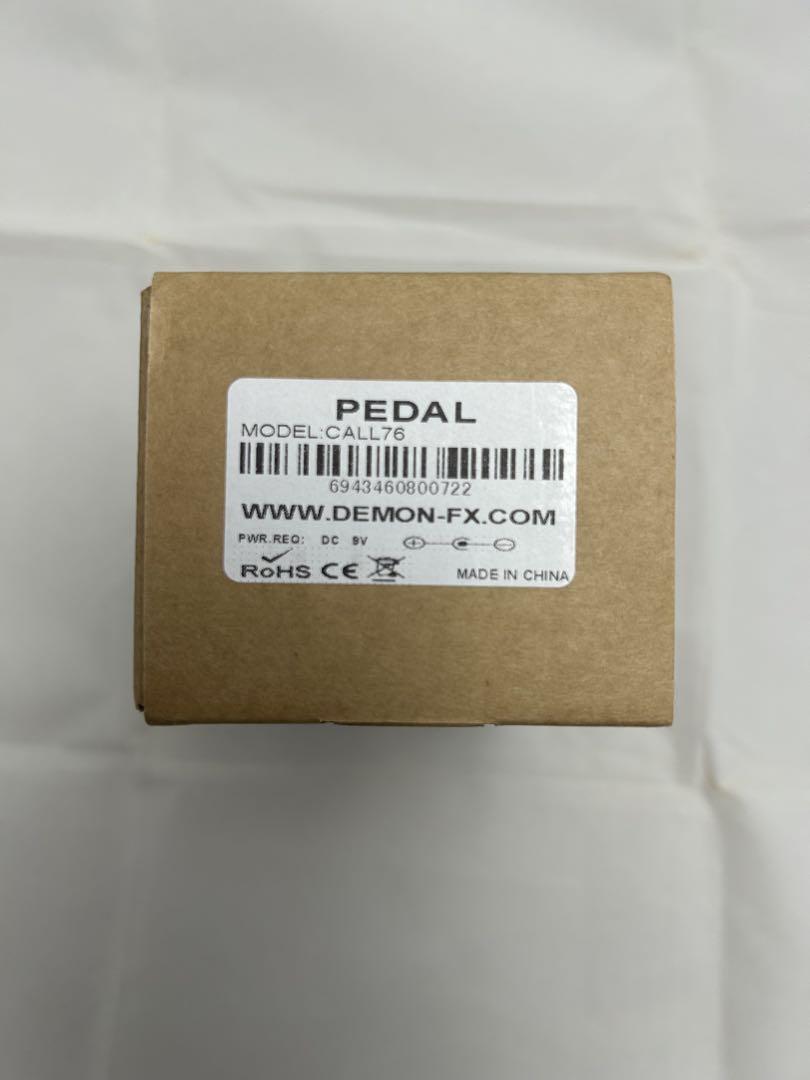 PEDAL
MODEL:CALL76
6943460800722
WWW.DEMON-FX.COM
PWR.REQ: DC 9V
RoHS CE
MADE IN CHINA